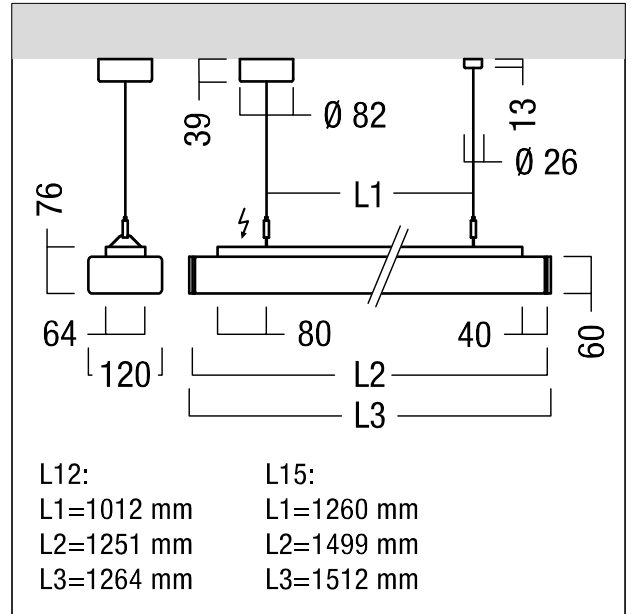 39
Ø 82
13
Ø 26
76
L1
64
80
40
60
120
L2
L3
L12:
L1=1012 mm
L2=1251 mm
L3=1264 mm
L15:
L1=1260 mm
L2=1499 mm
L3=1512 mm